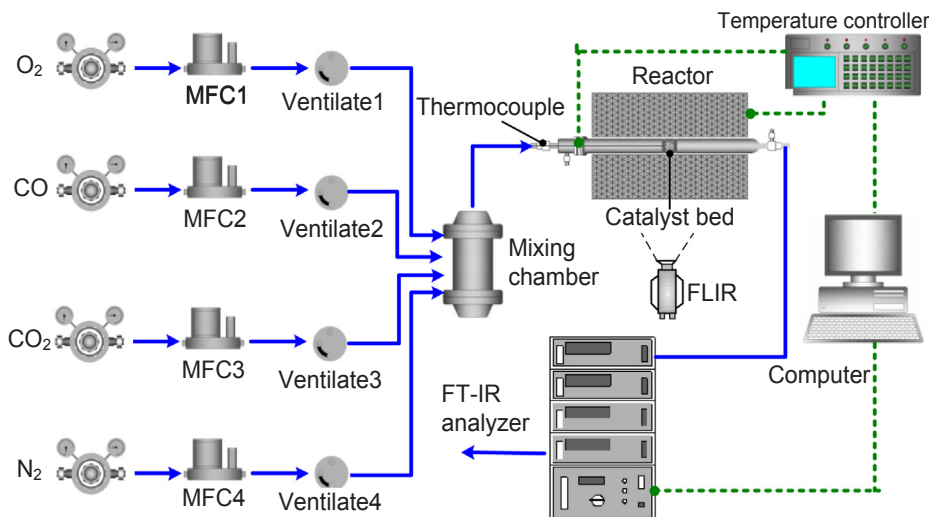 Temperature controller
O₂
MFC1
Ventilate1
Reactor
Thermocouple
CO
MFC2
Ventilate2
Catalyst bed
Mixing
chamber
FLIR
CO₂
MFC3
Ventilate3
Computer
FT-IR
analyzer
N₂
MFC4
Ventilate4